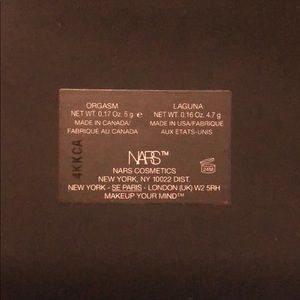 ORGASM
NET WT. 0.17 Oz. 5 g e
MADE IN CANADA/
FABRIQUÉ AU CANADA
LAGUNA
NET WT. 0.16 Oz. 4.7 g
MADE IN USA/FABRIQUÉ
AUX ETATS-UNIS
4KKCA
NARS™
24M
NARS COSMETICS
NEW YORK, NY 10022 DIST.
NEW YORK - SE PARIS - LONDON (UK) W2 5RH
MAKEUP YOUR MIND™